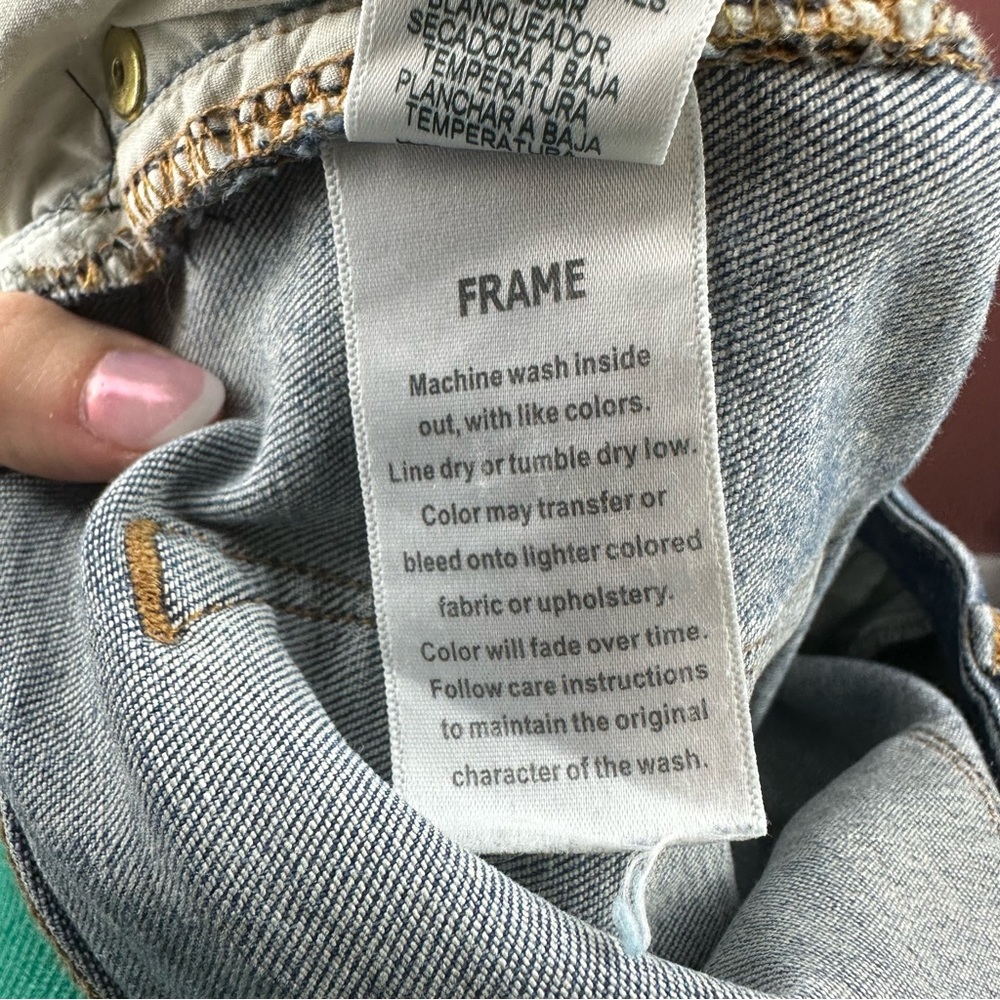 BLANQUEADOR
SECADORA A BAJA
TEMPERATURA
PLANCHAR A BAJA
TEMPERATURA
FRAME
Machine wash inside
out, with like colors.
Line dry or tumble dry low.
Color may transfer or
bleed onto lighter colored
fabric or upholstery.
Color will fade over time.
Follow care instructions
to maintain the original
character of the wash.